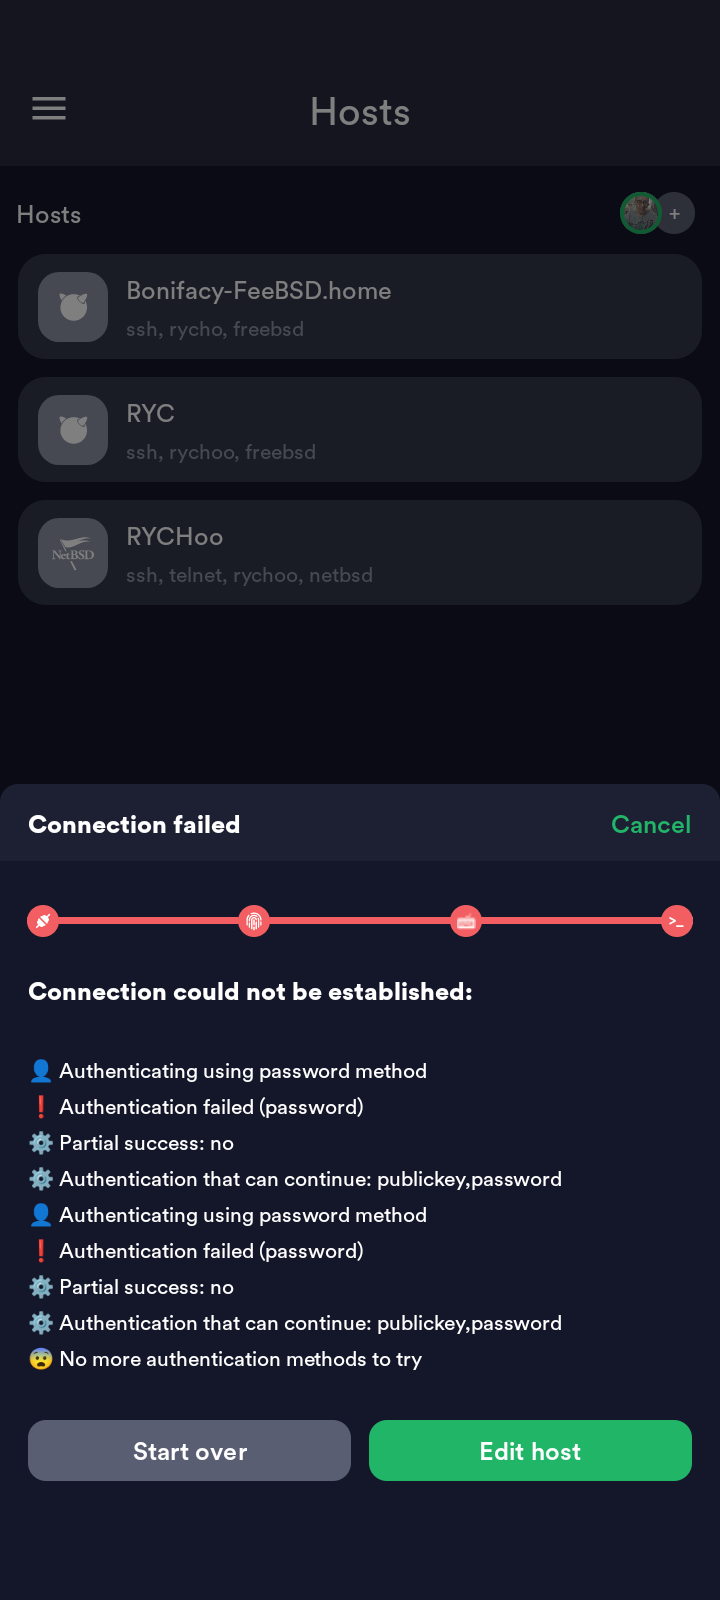 Hosts
Hosts
+
Bonifacy-FeeBSD.home
ssh, rycho, freebsd
RYC
ssh, rychoo, freebsd
NetBSD
RYCHoo
ssh, telnet, rychoo, netbsd
Connection failed
Cancel
>_
Connection could not be established:
👤 Authenticating using password method
❗ Authentication failed (password)
⚙️ Partial success: no
⚙️ Authentication that can continue: publickey,password
👤 Authenticating using password method
❗ Authentication failed (password)
⚙️ Partial success: no
⚙️ Authentication that can continue: publickey,password
😨 No more authentication methods to try
Start over
Edit host